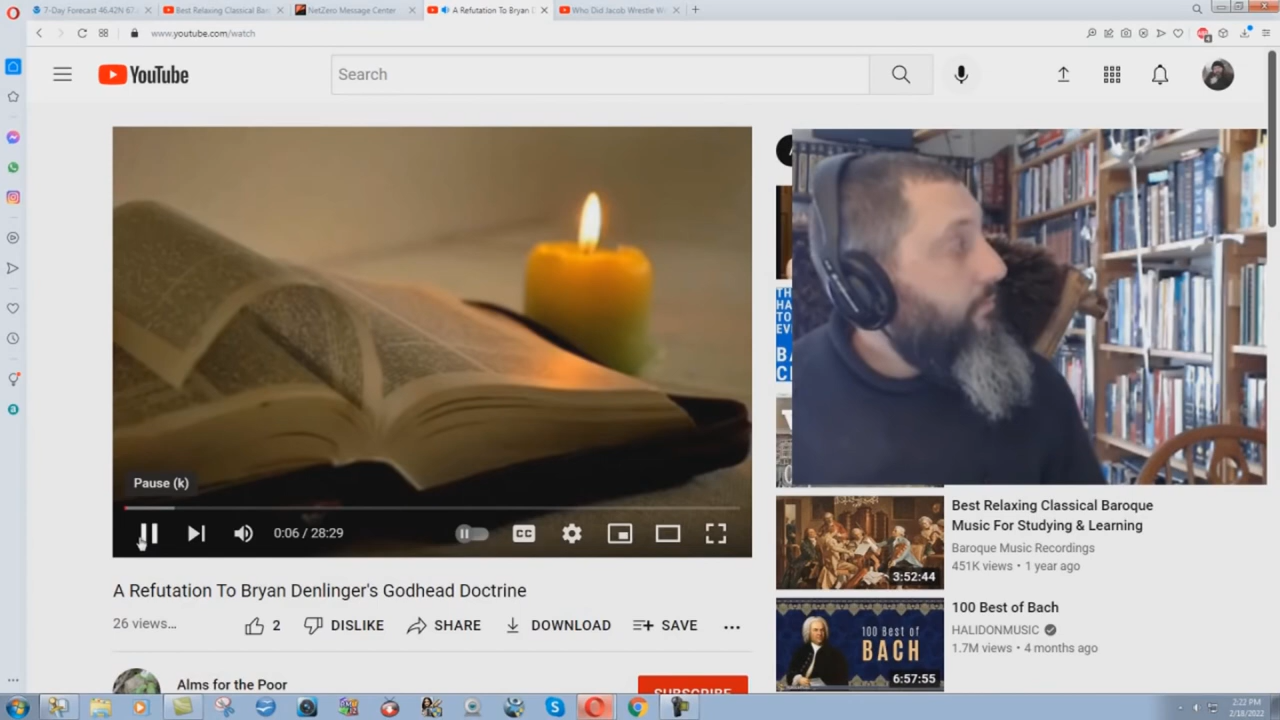 7-Day Forecast 46.42N 67.
Best Relaxing Classical Bar
NetZero Message Center
A Refutation To Bryan D
Who Did Jacob Wrestle W
www.youtube.com/watch
YouTube
Search
Pause (k)
0:06 / 28:29
CC
A Refutation To Bryan Denlinger's Godhead Doctrine
26 views...
2
DISLIKE
SHARE
DOWNLOAD
SAVE
Alms for the Poor
SUBSCRIBE
Best Relaxing Classical Baroque
Music For Studying & Learning
Baroque Music Recordings
451K views • 1 year ago
3:52:44
100 Best of Bach
HALIDONMUSIC
1.7M views • 4 months ago
100 Best of
BACH
6:57:55
2:22 PM
2/18/2022